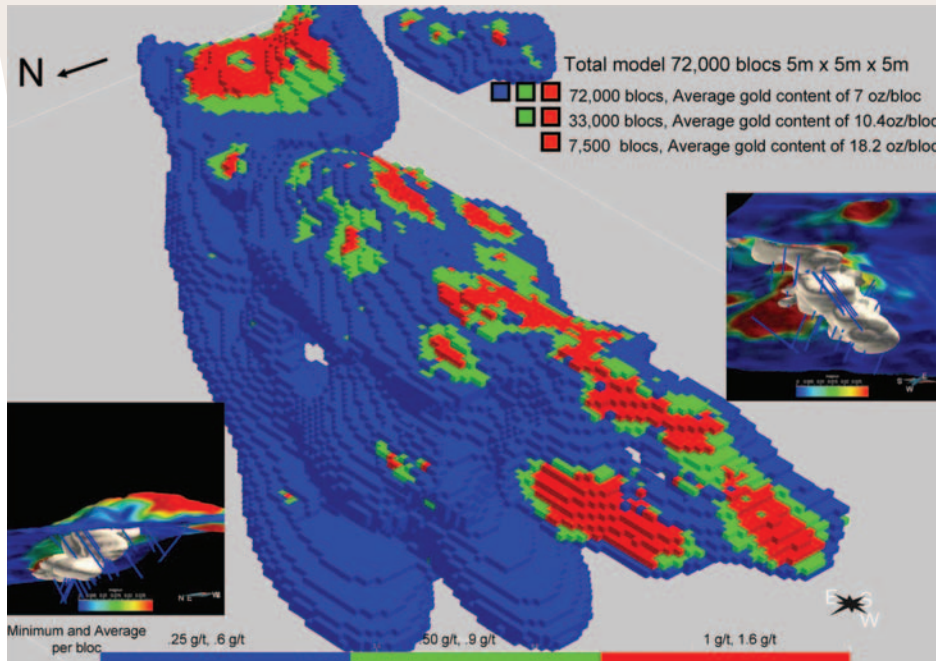 N
Total model 72,000 blocs 5m x 5m x 5m
72,000 blocs, Average gold content of 7 oz/bloc
33,000 blocs, Average gold content of 10.4oz/bloc
7,500 blocs, Average gold content of 18.2 oz/bloc
E
S
W
N E
E
S
W
Minimum and Average
per bloc
.25 g/t, .6 g/t
.50 g/t, .9 g/t
1 g/t, 1.6 g/t